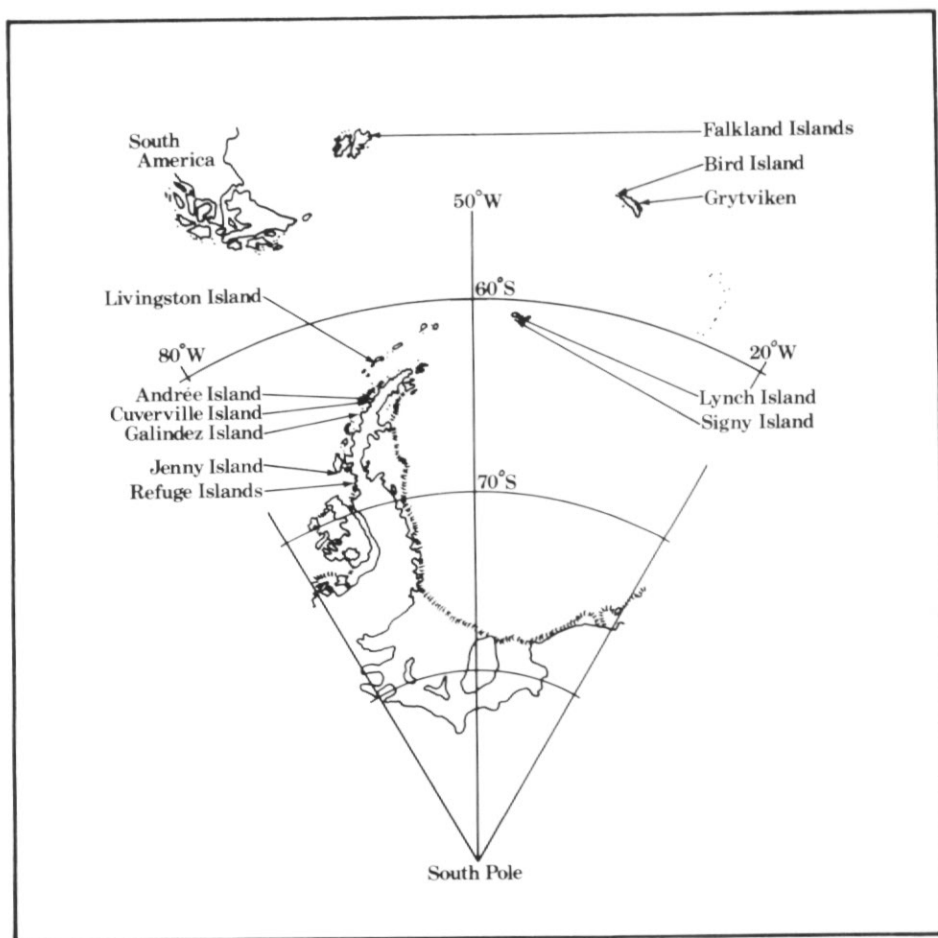 South
America
Falkland Islands
Bird Island
Grytviken
50°W
60°S
Livingston Island
80°W
20°W
Andrée Island
Cuverville Island
Galindez Island
Lynch Island
Signy Island
Jenny Island
Refuge Islands
70°S
South Pole